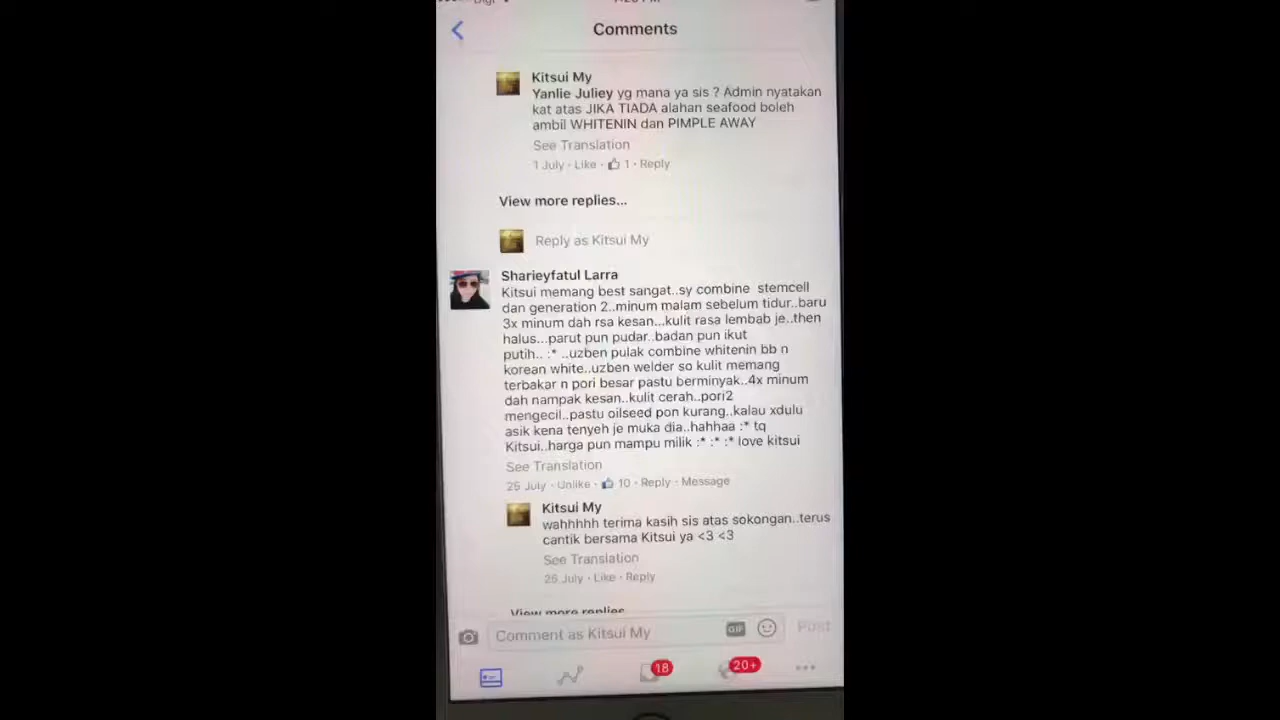 Comments
Kitsui My
Yanlie Juliey yg mana ya sis ? Admin nyatakan
kat atas JIKA TIADA alahan seafood boleh
ambil WHITENIN dan PIMPLE AWAY
See Translation
1 July · Like · 1 · Reply
View more replies...
Reply as Kitsui My
Sharieyfatul Larra
Kitsui memang best sangat..sy combine stemcell
dan generation 2..minum malam sebelum tidur..baru
3x minum dah rsa kesan...kulit rasa lembab je..then
halus...parut pun pudar..badan pun ikut
putih.. :* ..uzben pulak combine whitenin bb n
korean white..uzben welder so kulit memang
terbakar n pori besar pastu berminyak..4x minum
dah nampak kesan..kulit cerah..pori2
mengecil..pastu oilseed pon kurang..kalau xdulu
asik kena tenyeh je muka dia..hahhaa :* tq
Kitsui..harga pun mampu milik :* :* :* love kitsui
See Translation
25 July · Unlike · 10 · Reply · Message
Kitsui My
wahhhhh terima kasih sis atas sokongan..terus
cantik bersama Kitsui ya <3 <3
See Translation
25 July · Like · Reply
View more replies
Comment as Kitsui My
GIF
Post
18
20+